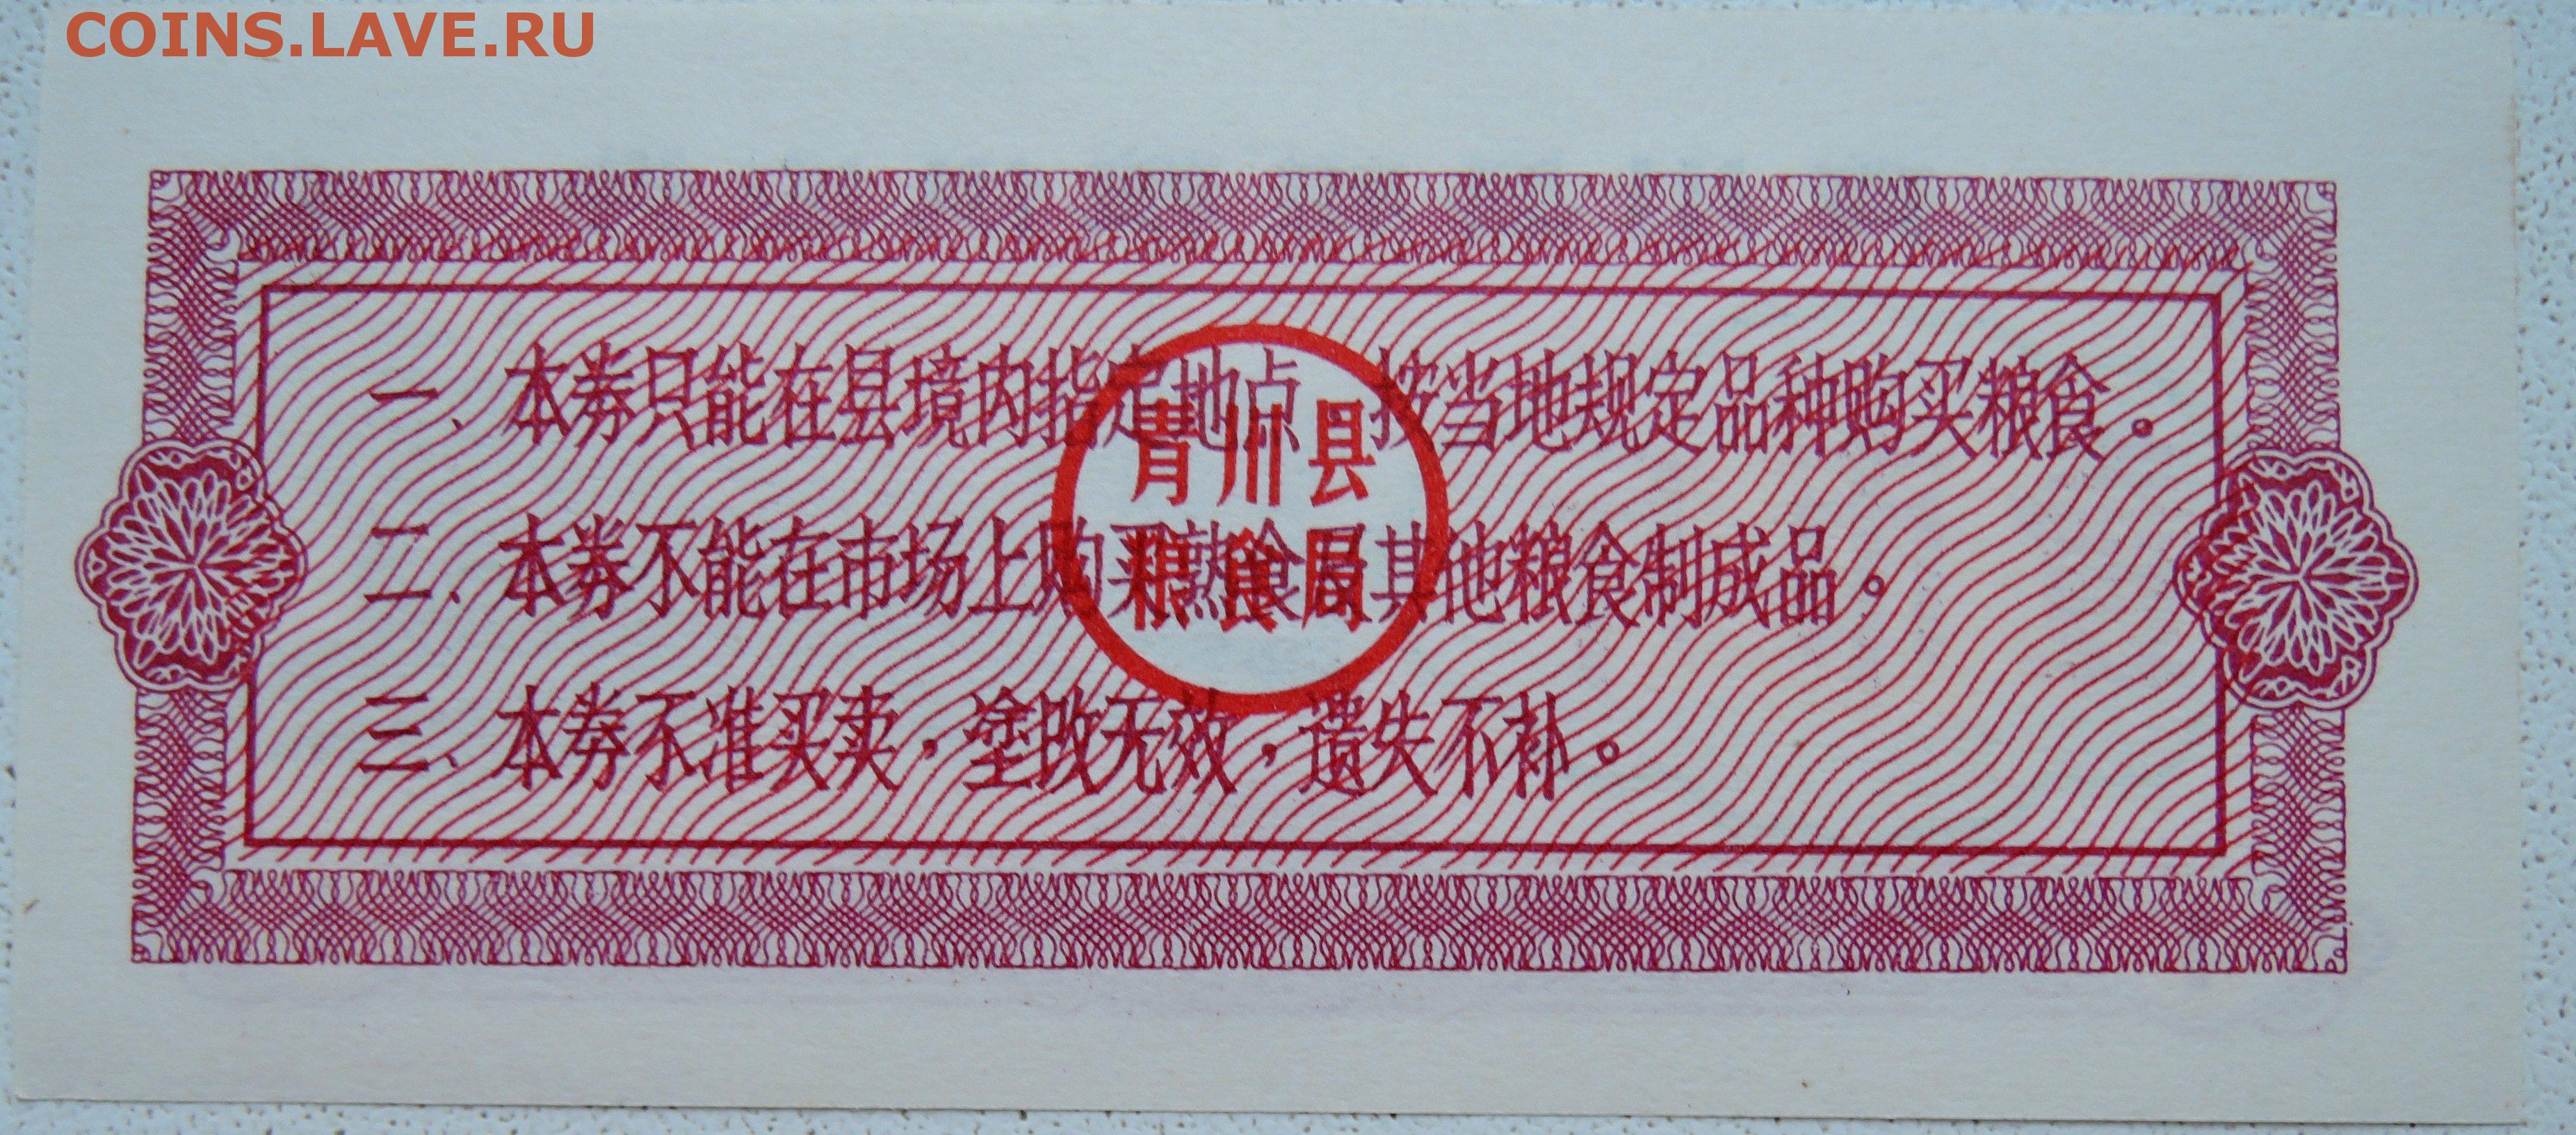 COINS.LAVE.RU
一、本券只能在县境内指定地点，按当地规定品种购买粮食。
青川县
二、本券不能在市场上购买熟食及其他粮食制成品。
粮食局
三、本券不准买卖，塗改无效，遗失不补。